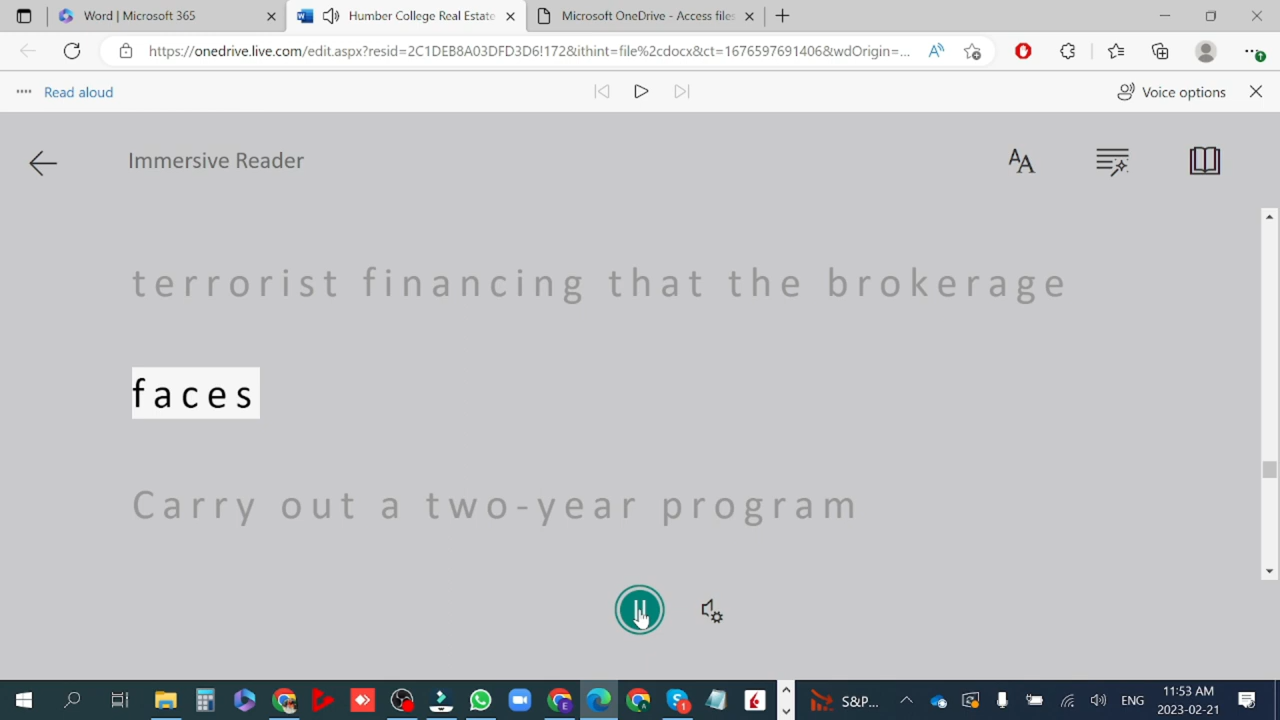 Word | Microsoft 365
Humber College Real Estate
Microsoft OneDrive - Access files
https://onedrive.live.com/edit.aspx?resid=2C1DEB8A03DFD3D6!172&ithint=file%2cdocx&ct=1676597691406&wdOrigin=...
Read aloud
Voice options
Immersive Reader
terrorist financing that the brokerage
faces
Carry out a two-year program
S&P...
ENG
11:53 AM
2023-02-21